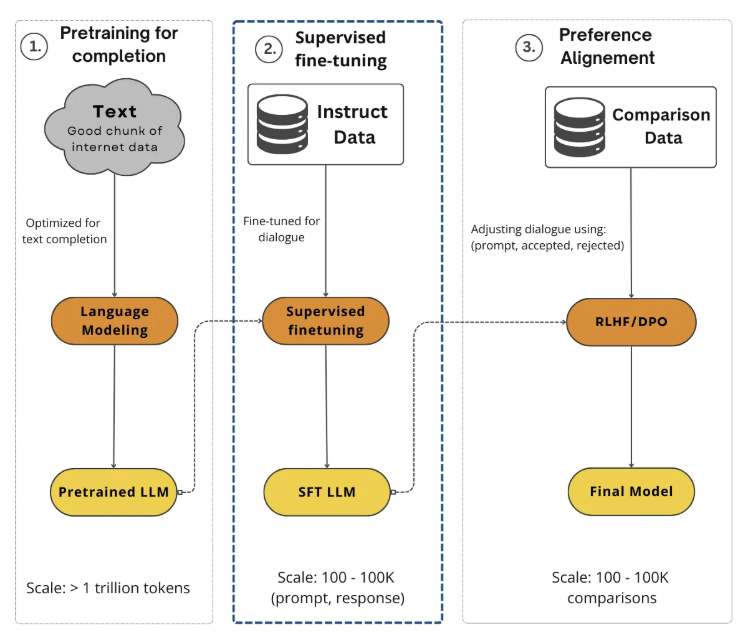 1.
Pretraining for
completion
Text
Good chunk of
internet data
Optimized for
text completion
Language
Modeling
Pretrained LLM
Scale: > 1 trillion tokens
2.
Supervised
fine-tuning
Instruct
Data
Fine-tuned for
dialogue
Supervised
finetuning
SFT LLM
Scale: 100 - 100K
(prompt, response)
3.
Preference
Alignement
Comparison
Data
Adjusting dialogue using:
(prompt, accepted, rejected)
RLHF/DPO
Final Model
Scale: 100 - 100K
comparisons